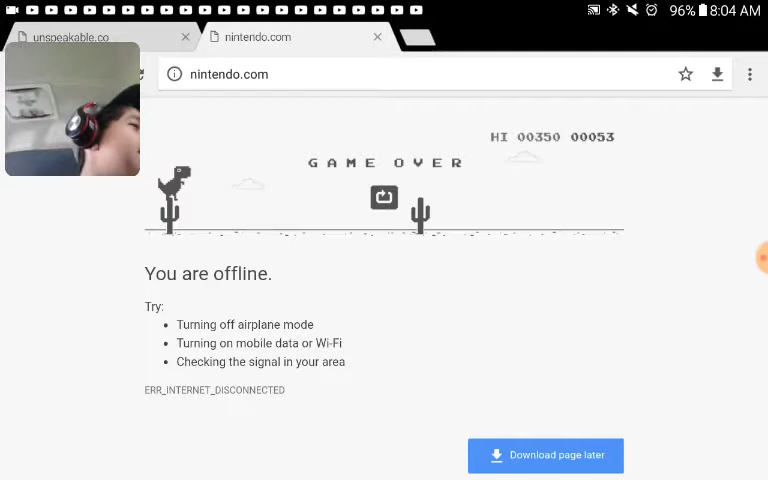 96% 8:04 AM
unspeakable.co
nintendo.com
nintendo.com
HI 00350 00053
GAME OVER
You are offline.
Try:
Turning off airplane mode
Turning on mobile data or Wi-Fi
Checking the signal in your area
ERR_INTERNET_DISCONNECTED
Download page later